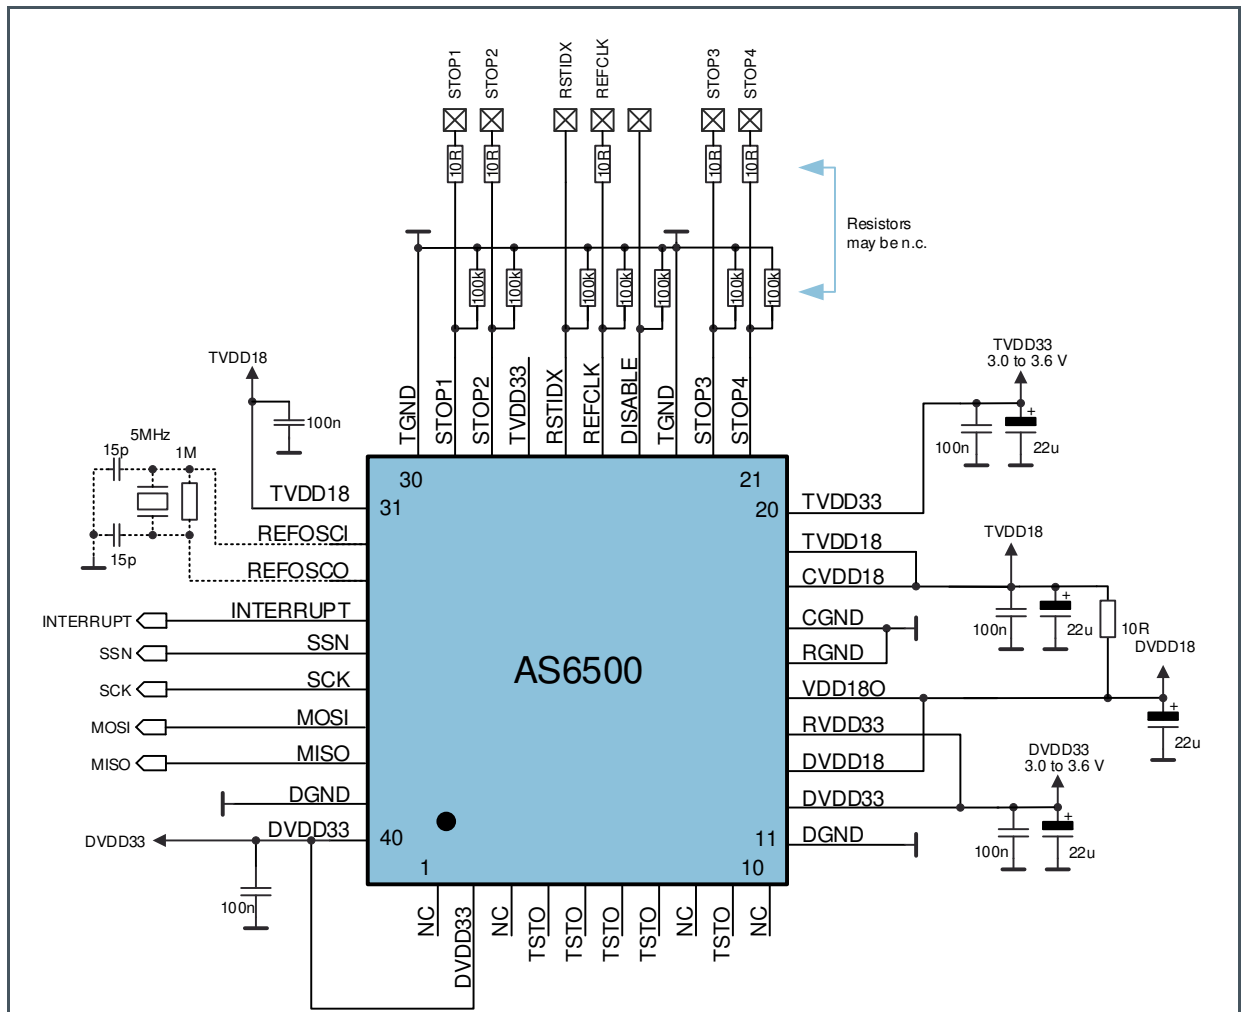 STOP1
STOP2
RSTIDX
REFCLK
STOP3
STOP4
10R
10R
10R
10R
10R
Resistors
may be n.c.
100k
100k
100k
100k
100k
100k
100k
TVDD18
100n
TGND
STOP1
STOP2
TVDD33
RSTIDX
REFCLK
DISABLE
TGND
STOP3
STOP4
TVDD33
3.0 to 3.6 V
+
100n
22u
5MHz
15p
1M
15p
30
21
TVDD18
31
20
TVDD33
REFOSCI
TVDD18
TVDD18
REFOSCO
CVDD18
+
100n
22u
10R
INTERRUPT
INTERRUPT
CGND
SSN
SSN
RGND
DVDD18
SCK
SCK
AS6500
VDD18O
+
22u
MOSI
MOSI
RVDD33
MISO
MISO
DVDD18
DVDD33
3.0 to 3.6 V
DGND
DVDD33
+
100n
22u
DVDD33
DVDD33
40
11
DGND
1
10
100n
NC
DVDD33
NC
TSTO
TSTO
TSTO
TSTO
NC
TSTO
NC